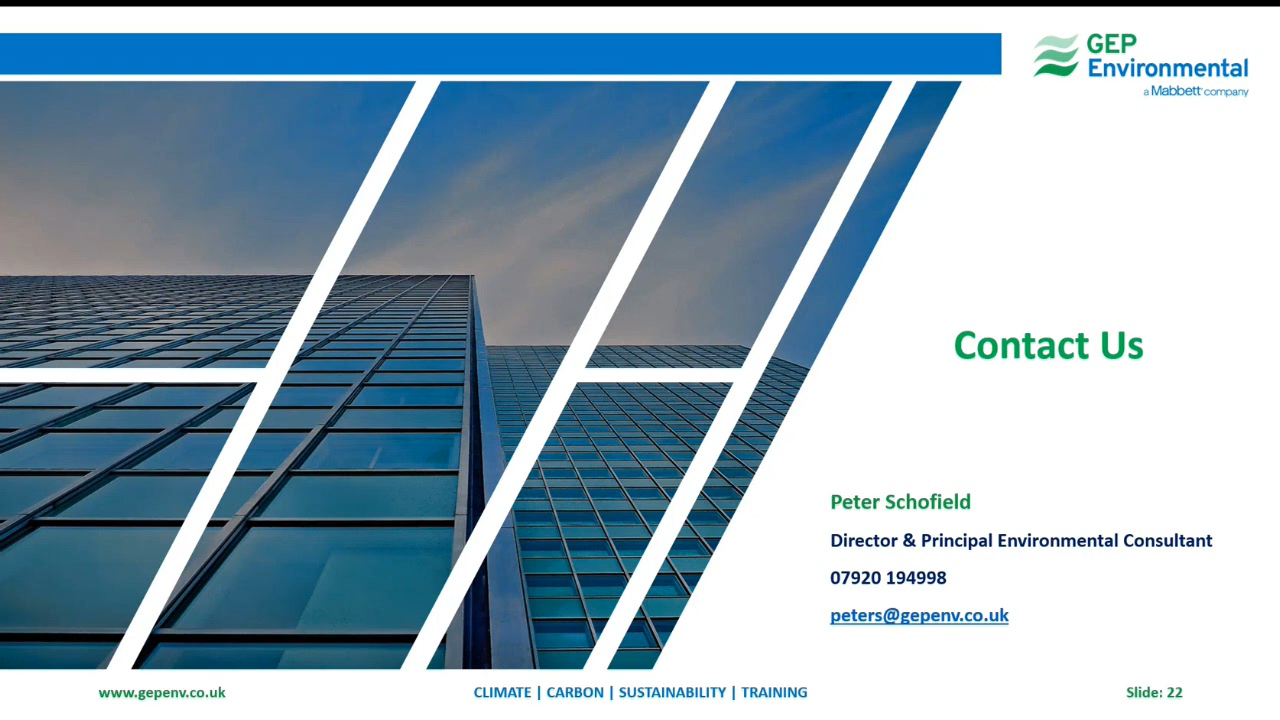 GEP
Environmental
a Mabbett company
Contact Us
Peter Schofield
Director & Principal Environmental Consultant
07920 194998
peters@gepenv.co.uk
www.gepenv.co.uk
CLIMATE | CARBON | SUSTAINABILITY | TRAINING
Slide: 22